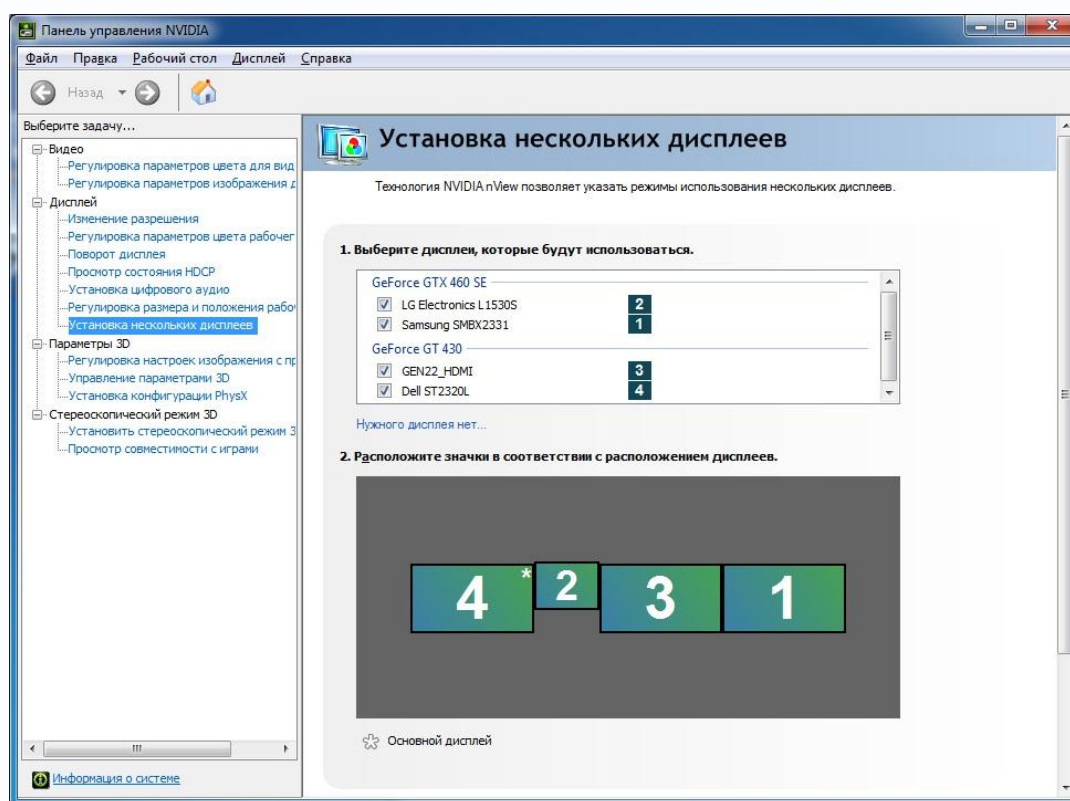 Панель управления NVIDIA
Файл Правка Рабочий стол Дисплей Справка
Назад
Выберите задачу...
Видео
Регулировка параметров цвета для вид
Регулировка параметров изображения д
Дисплей
Изменение разрешения
Регулировка параметров цвета рабочег
Поворот дисплея
Просмотр состояния HDCP
Установка цифрового аудио
Регулировка размера и положения рабо
Установка нескольких дисплеев
Параметры 3D
Регулировка настроек изображения с пр
Управление параметрами 3D
Установка конфигурации PhysX
Стереоскопический режим 3D
Установить стереоскопический режим 3
Просмотр совместимости с играми
Информация о системе
Установка нескольких дисплеев
Технология NVIDIA nView позволяет указать режимы использования нескольких дисплеев.
1. Выберите дисплеи, которые будут использоваться.
GeForce GTX 460 SE
LG Electronics L1530S 2
Samsung SMBX2331 1
GeForce GT 430
GEN22_HDMI 3
Dell ST2320L 4
Нужного дисплея нет...
2. Расположите значки в соответствии с расположением дисплеев.
4 * 2 3 1
Основной дисплей